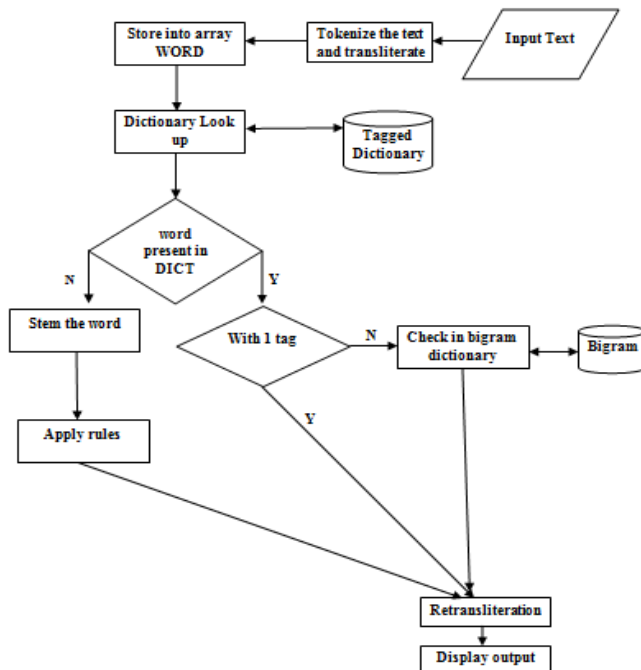 Input Text
Tokenize the text
and transliterate
Store into array
WORD
Dictionary Look
up
Tagged
Dictionary
word
present in
DICT
N
Y
Stem the word
With 1 tag
N
Check in bigram
dictionary
Bigram
Y
Apply rules
Retransliteration
Display output